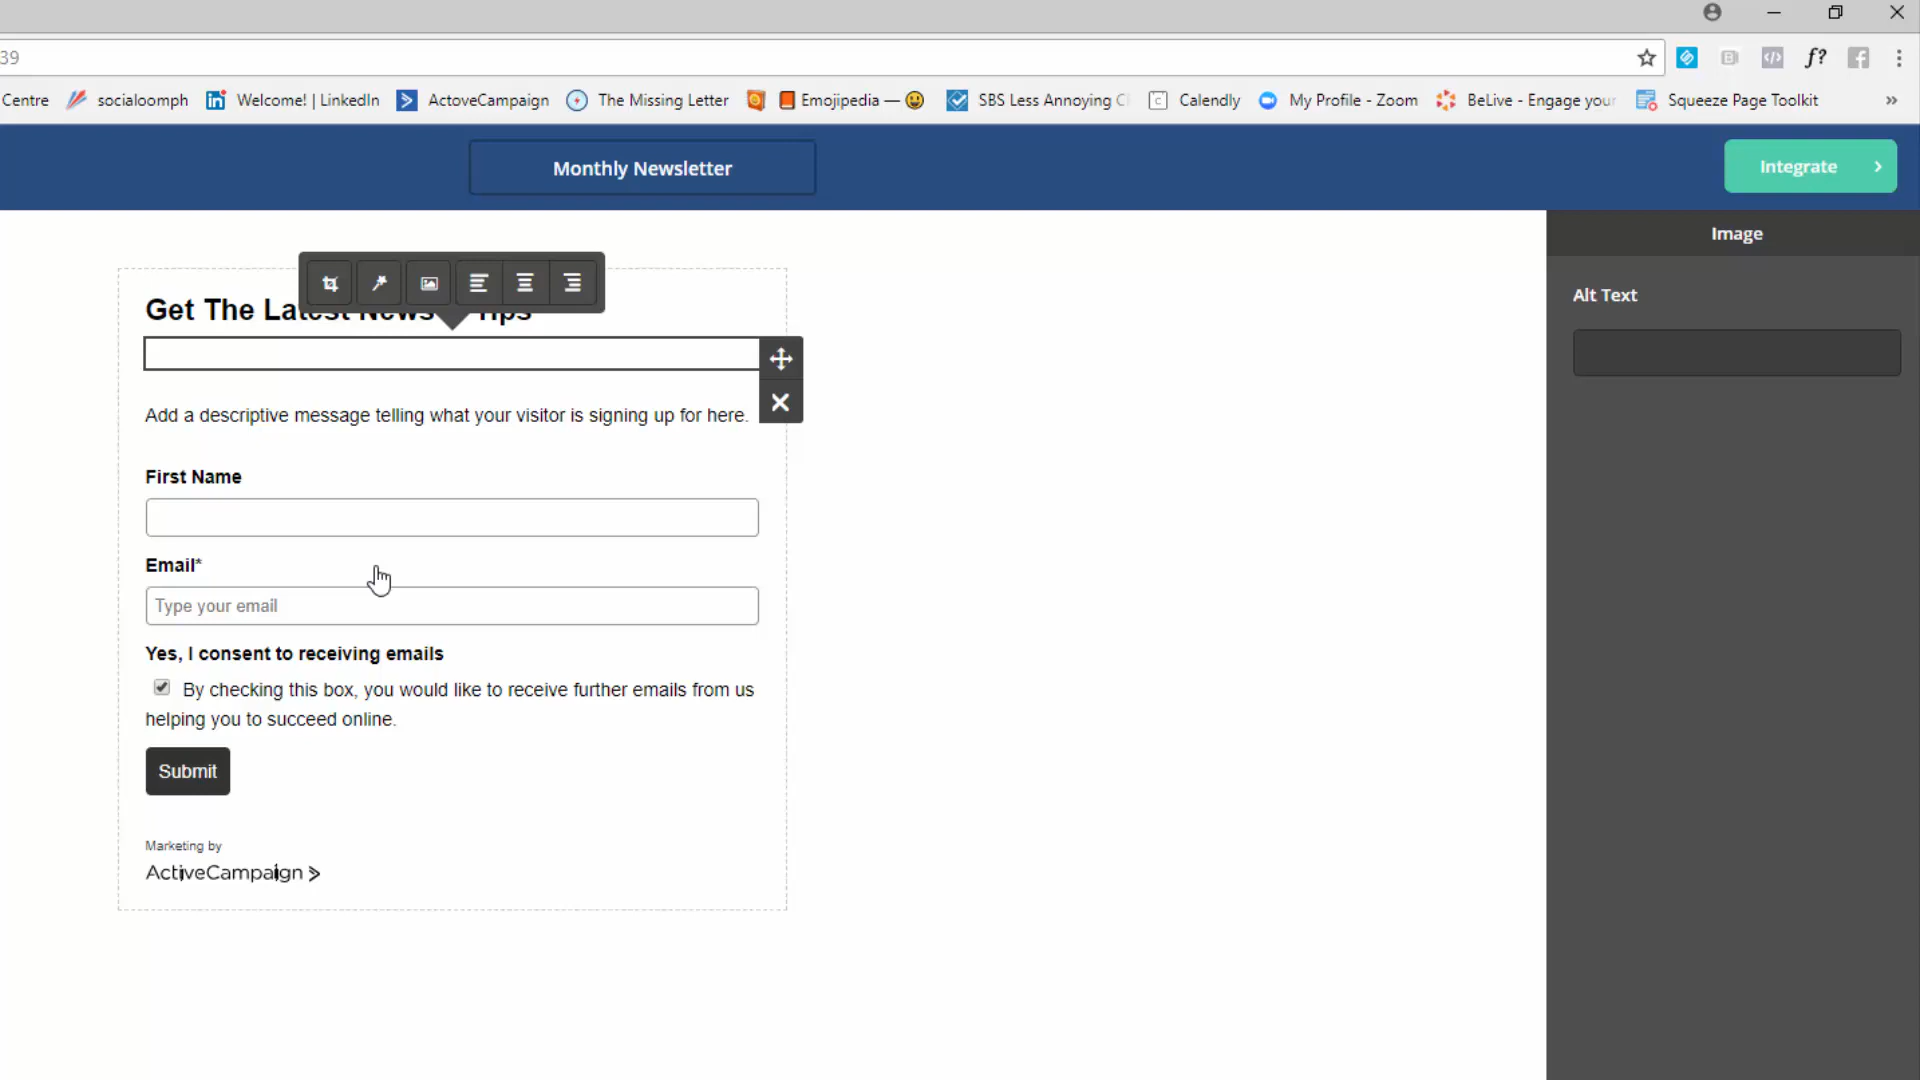 39
Centre socialoomph Welcome! | LinkedIn ActoveCampaign The Missing Letter Emojipedia — SBS Less Annoying C Calendly My Profile - Zoom BeLive - Engage your Squeeze Page Toolkit »
Monthly Newsletter
Integrate
Image
Alt Text
Get The Latest News Tips
Add a descriptive message telling what your visitor is signing up for here.
First Name
Email*
Type your email
Yes, I consent to receiving emails
By checking this box, you would like to receive further emails from us
helping you to succeed online.
Submit
Marketing by
ActiveCampaign >